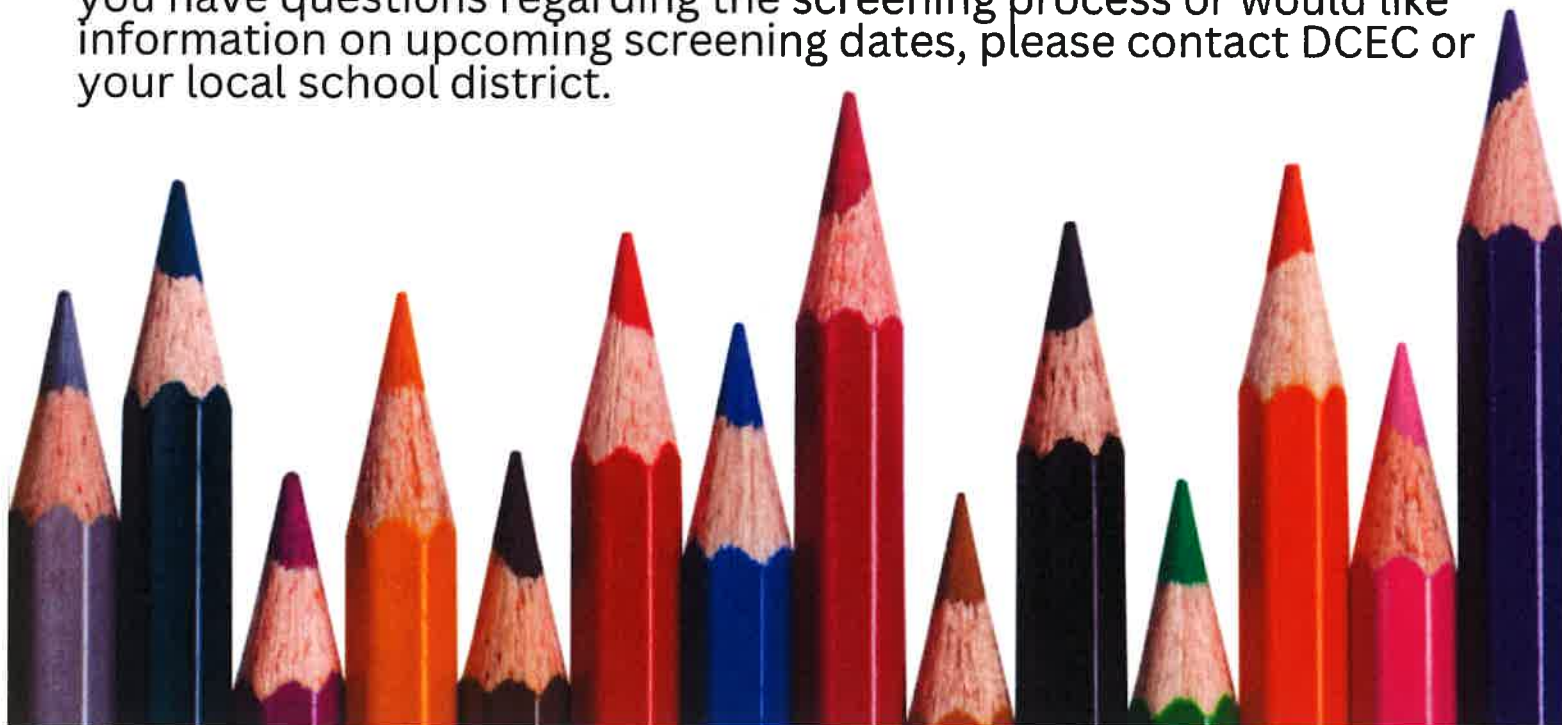 you have questions regarding the screening process or would like
information on upcoming screening dates, please contact DCEC or
your local school district.